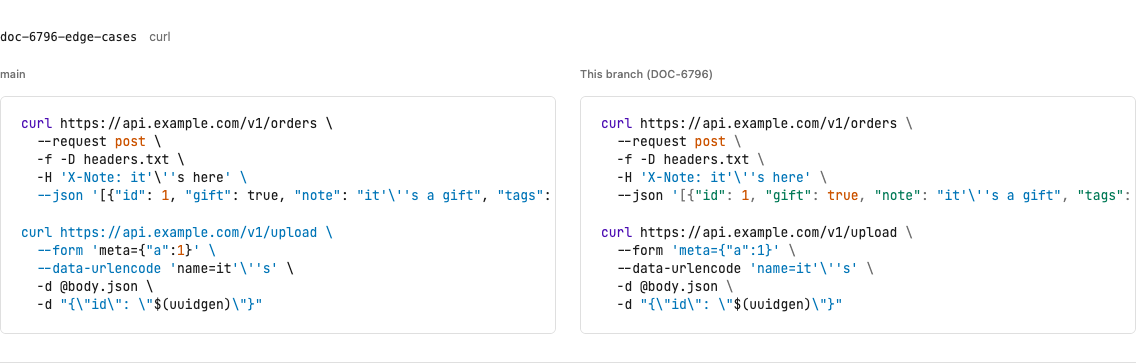 doc-6796-edge-cases curl
main
curl https://api.example.com/v1/orders \
  --request post \
  -f -D headers.txt \
  -H 'X-Note: it'\''s here' \
  --json '[{"id": 1, "gift": true, "note": "it'\''s a gift", "tags":
curl https://api.example.com/v1/upload \
  --form 'meta={"a":1}' \
  --data-urlencode 'name=it'\''s' \
  -d @body.json \
  -d "{\"id\": \"$(uuidgen)\"}"
This branch (DOC-6796)
curl https://api.example.com/v1/orders \
  --request post \
  -f -D headers.txt \
  -H 'X-Note: it'\''s here' \
  --json '[{"id": 1, "gift": true, "note": "it'\''s a gift", "tags":
curl https://api.example.com/v1/upload \
  --form 'meta={"a":1}' \
  --data-urlencode 'name=it'\''s' \
  -d @body.json \
  -d "{\"id\": \"$(uuidgen)\"}"